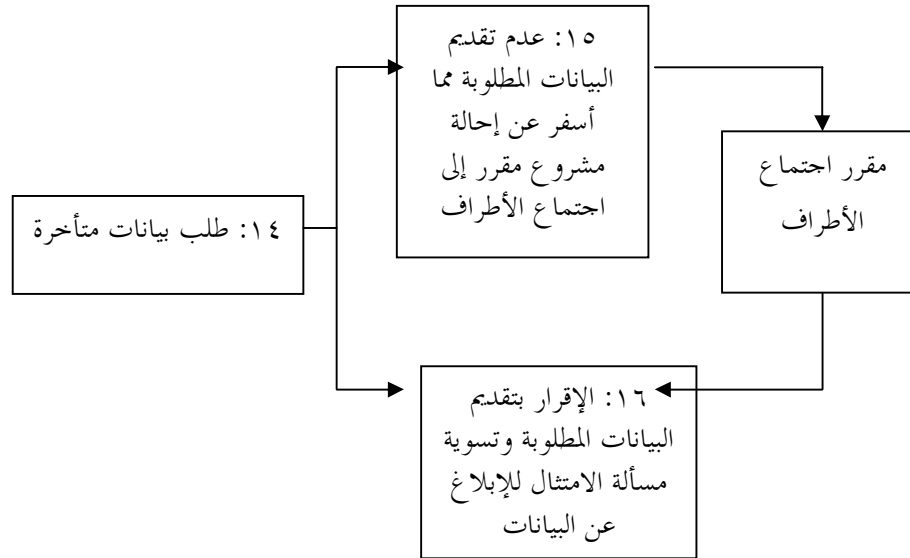 ١٥: عدم تقديم
البيانات المطلوبة مما
أسفر عن إحالة
مشروع مقرر إلى
اجتماع الأطراف
مقرر اجتماع
الأطراف
١٤: طلب بيانات متأخرة
١٦: الإقرار بتقديم
البيانات المطلوبة وتسوية
مسألة الامتثال للإبلاغ
عن البيانات